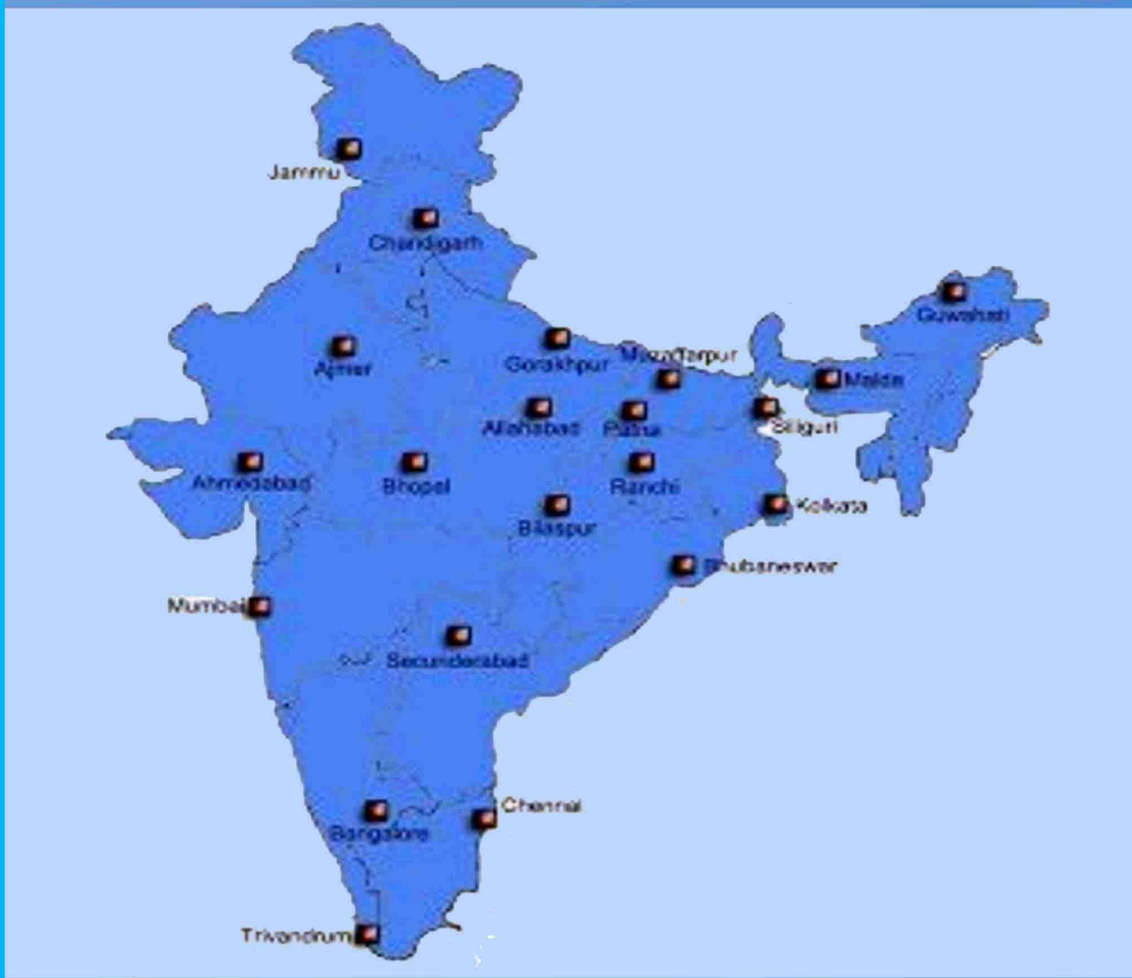 Jammu
Chandigarh
Guwahati
Ajmer
Gorakhpur
Muzaffarpur
Malda
Allahabad
Patna
Siliguri
Ahmedabad
Bhopal
Ranchi
Bilaspur
Kolkata
Bhubaneswar
Mumbai
Secunderabad
Chennai
Bangalore
Trivandrum